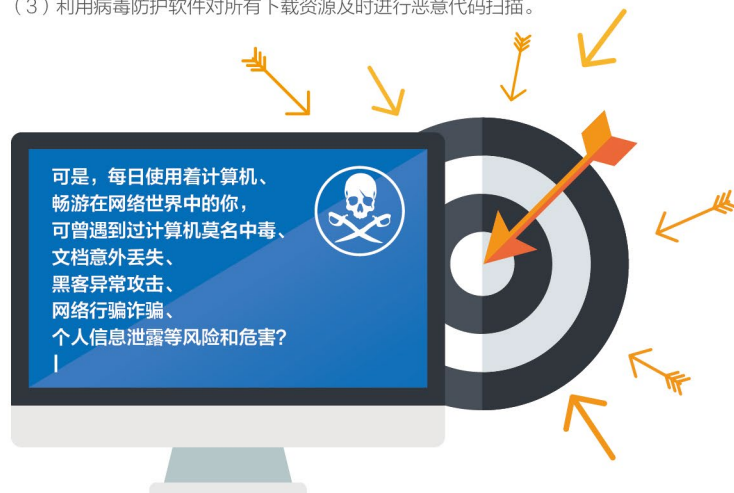 （3）利用病毒防护软件对所有下载资源及时进行恶意代码扫描。
可是，每日使用着计算机、
畅游在网络世界中的你，
可曾遇到过计算机莫名中毒、
文档意外丢失、
黑客异常攻击、
网络行骗诈骗、
个人信息泄露等风险和危害？